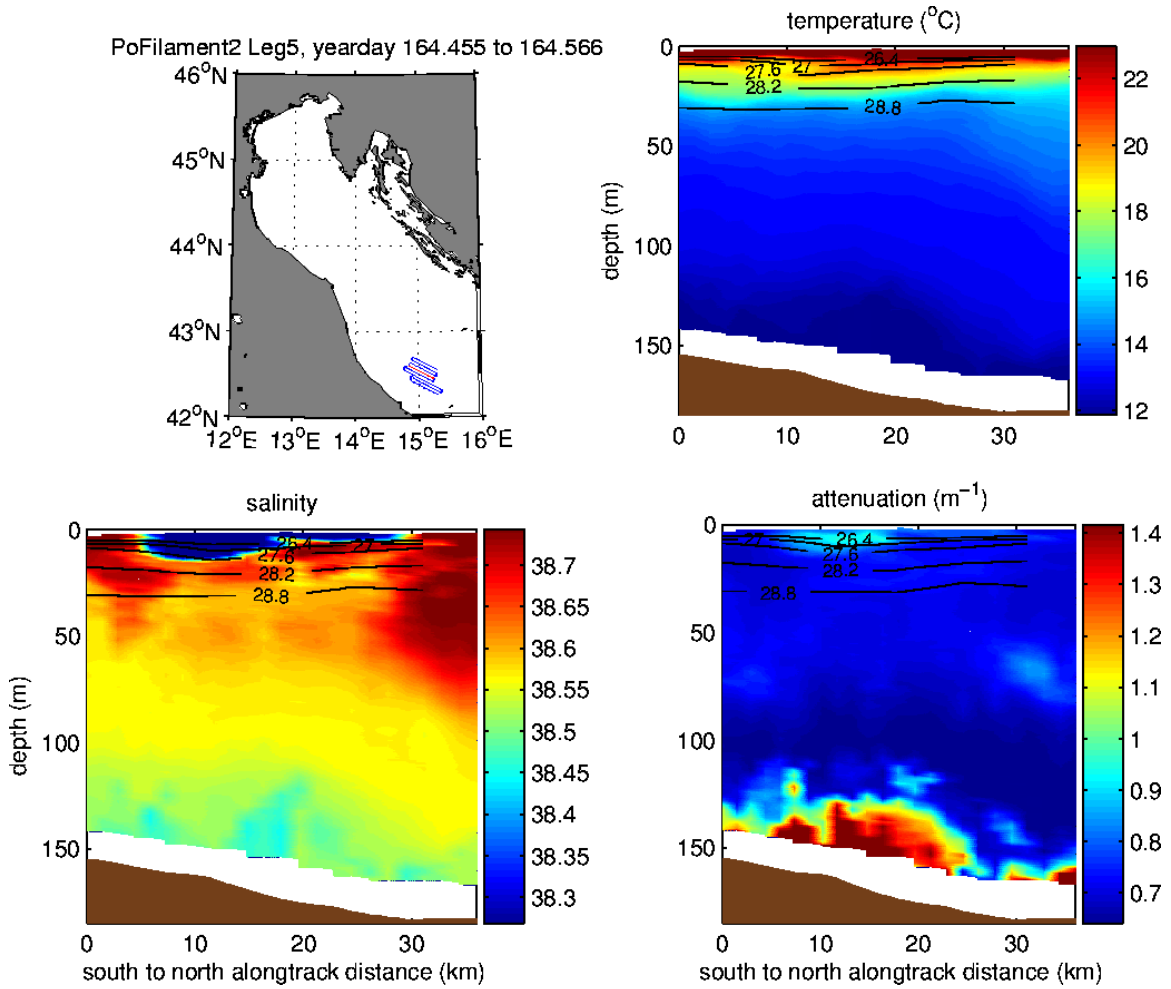 PoFilament2 Leg5, yearday 164.455 to 164.566
46°N
45°N
44°N
43°N
42°N
12°E 13°E 14°E 15°E 16°E
temperature (°C)
0
50
100
150
depth (m)
0 10 20 30
26.4
27
27.6
28.2
28.8
22
20
18
16
14
12
salinity
0
50
100
150
depth (m)
0 10 20 30
south to north alongtrack distance (km)
26.4
27
27.6
28.2
28.8
38.7
38.65
38.6
38.55
38.5
38.45
38.4
38.35
38.3
attenuation (m⁻¹)
0
50
100
150
0 10 20 30
south to north alongtrack distance (km)
27
26.4
27.6
28.2
28.8
1.4
1.3
1.2
1.1
1
0.9
0.8
0.7